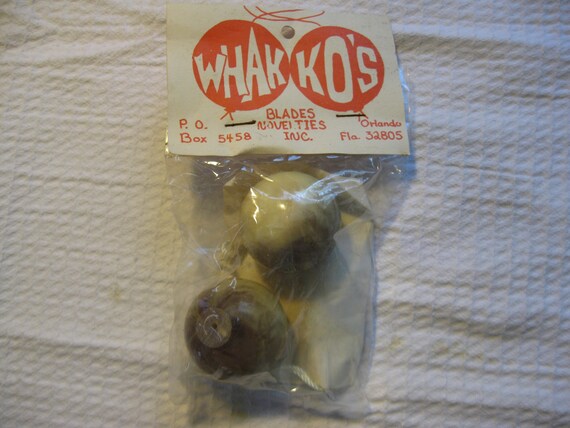 WHAK KO'S
BLADES
P. O. NOVELTIES Orlando
Box 5458 INC. Fla 32805